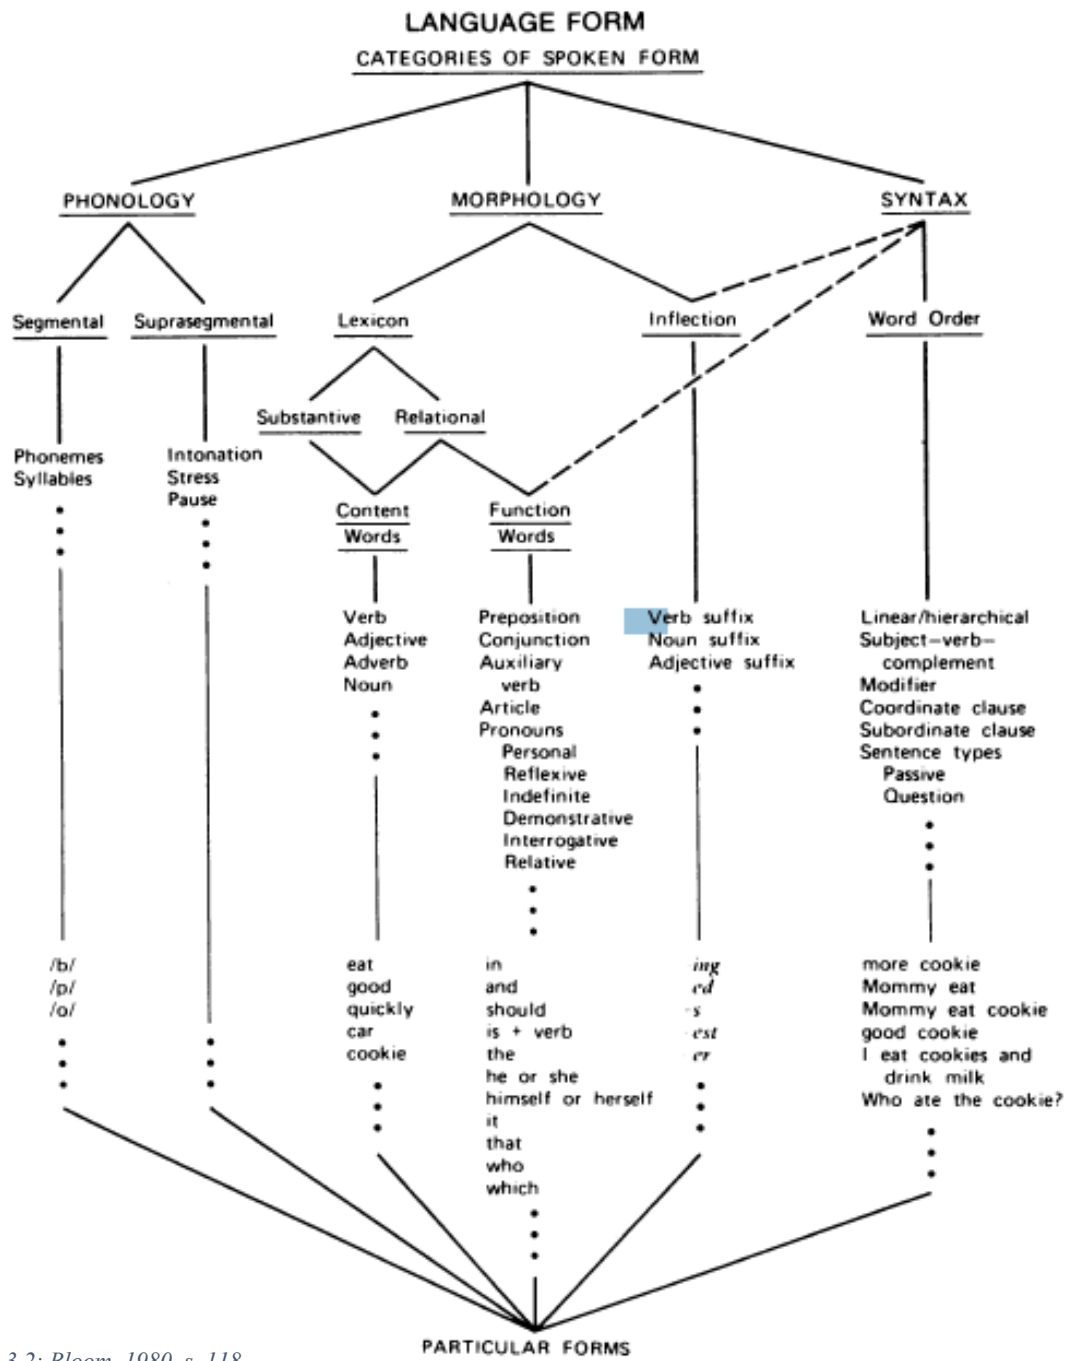 LANGUAGE FORM
CATEGORIES OF SPOKEN FORM
PHONOLOGY
MORPHOLOGY
SYNTAX
Segmental
Suprasegmental
Lexicon
Inflection
Word Order
Substantive
Relational
Phonemes
Syllables
Intonation
Stress
Pause
Content
Words
Function
Words
Verb
Adjective
Adverb
Noun
Preposition
Conjunction
Auxiliary
verb
Article
Pronouns
Personal
Reflexive
Indefinite
Demonstrative
Interrogative
Relative
Verb suffix
Noun suffix
Adjective suffix
Linear/hierarchical
Subject–verb–
complement
Modifier
Coordinate clause
Subordinate clause
Sentence types
Passive
Question
/b/
/p/
/o/
eat
good
quickly
car
cookie
in
and
should
is + verb
the
he or she
himself or herself
it
that
who
which
-ing
-ed
-s
-est
-er
more cookie
Mommy eat
Mommy eat cookie
good cookie
I eat cookies and
drink milk
Who ate the cookie?
PARTICULAR FORMS
3.2: Bloom, 1980, s. 118